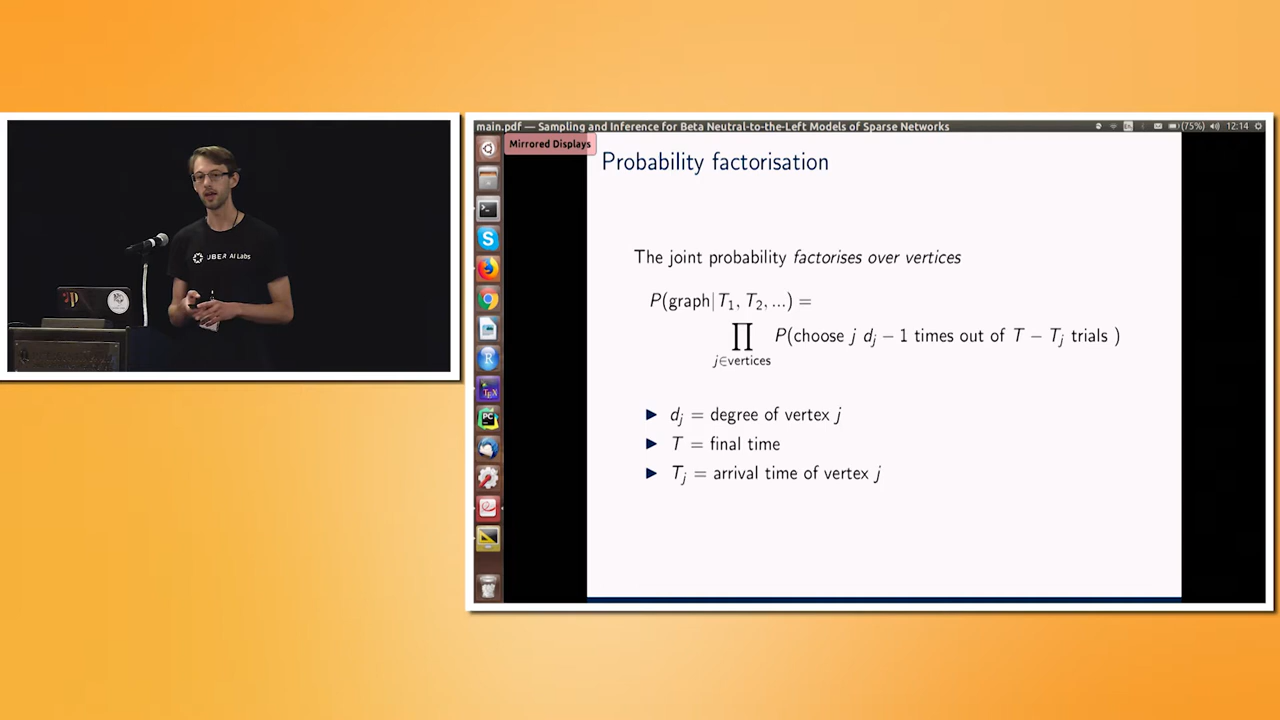 main.pdf — Sampling and Inference for Beta Neutral-to-the-Left Models of Sparse Networks
(75%) 12:14
Mirrored Displays
Probability factorisation
The joint probability factorises over vertices
P(graph|T₁, T₂, ...) =
∏ P(choose j dⱼ − 1 times out of T − Tⱼ trials )
j∈vertices
▶ dⱼ = degree of vertex j
▶ T = final time
▶ Tⱼ = arrival time of vertex j
UBER AI Labs